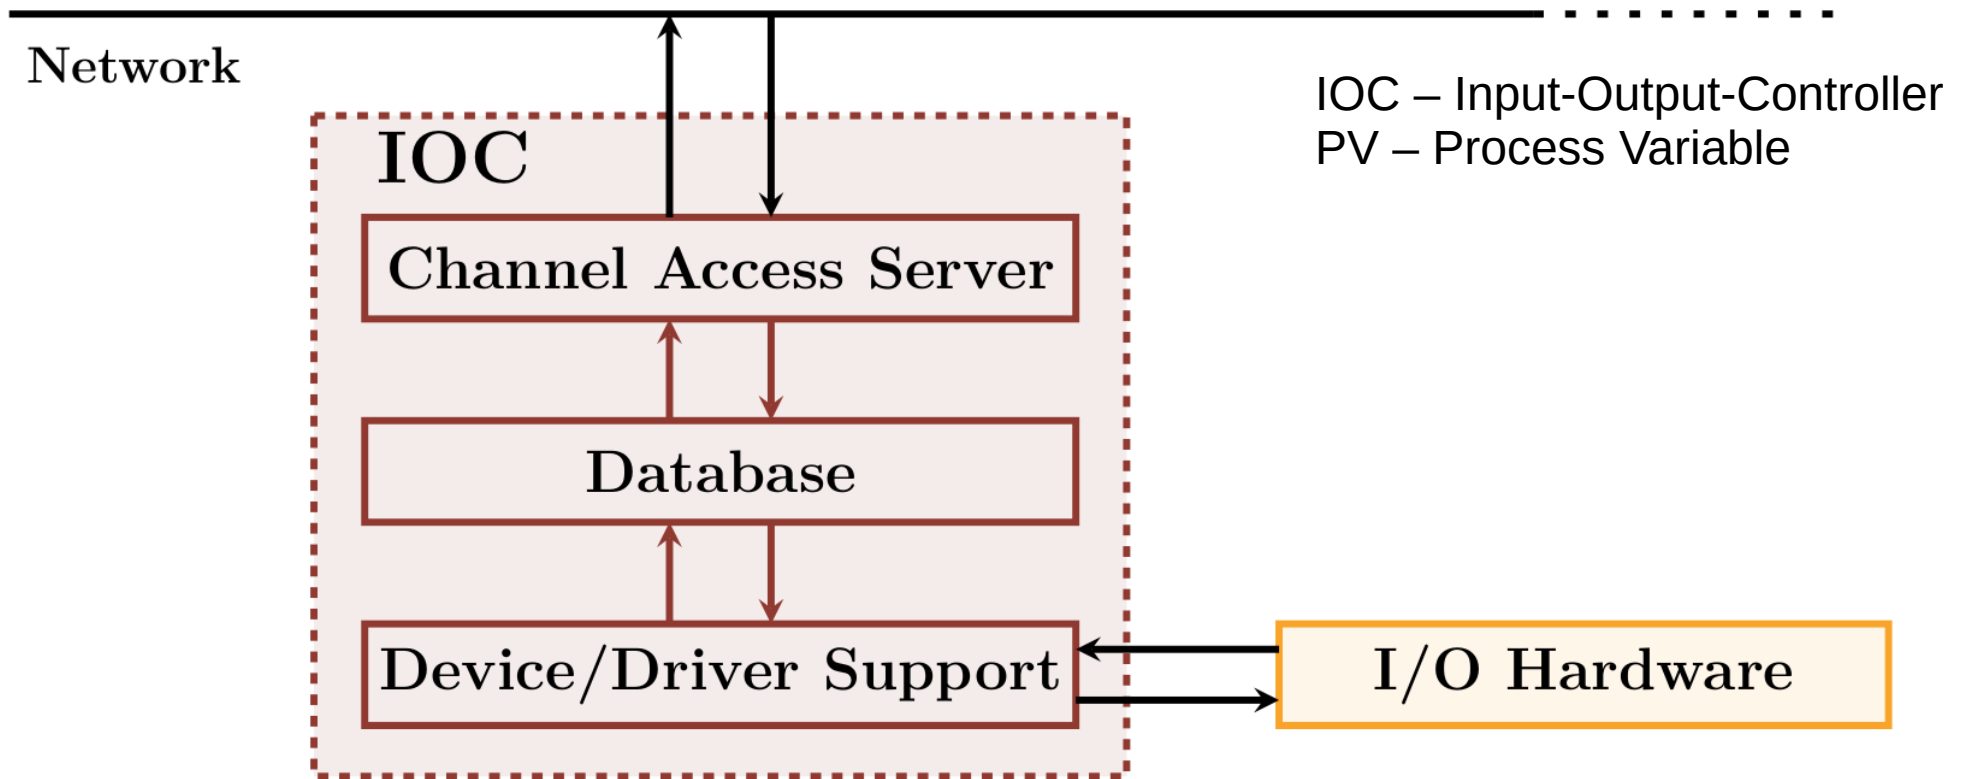 Network
IOC – Input-Output-Controller
PV – Process Variable
IOC
Channel Access Server
Database
Device/Driver Support
I/O Hardware